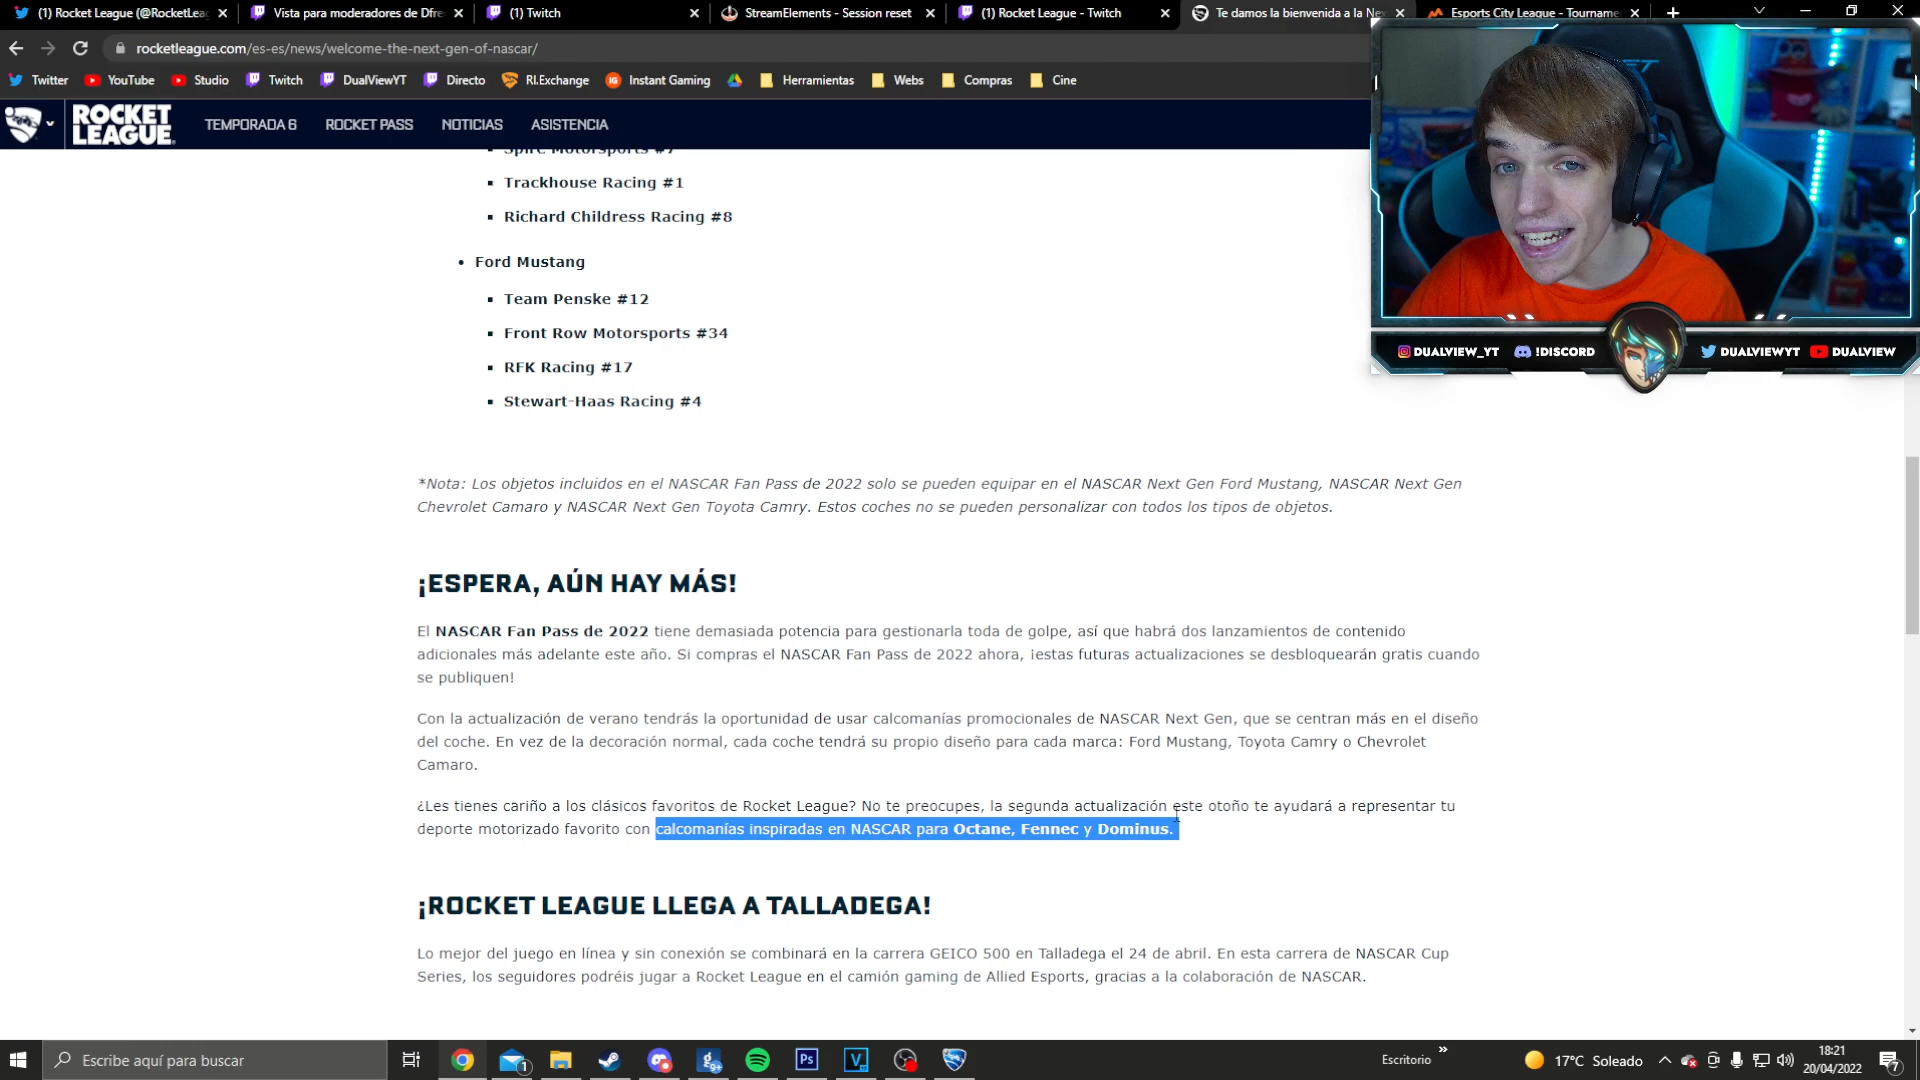 (1) Rocket League (@RocketLeag
Vista para moderadores de Dfre
(1) Twitch
StreamElements - Session reset
(1) Rocket League - Twitch
Te damos la bienvenida a la Nex
Esports City League - Tourname
rocketleague.com/es-es/news/welcome-the-next-gen-of-nascar/
Twitter YouTube Studio Twitch DualViewYT Directo Rl.Exchange Instant Gaming Herramientas Webs Compras Cine
ROCKET
LEAGUE
TEMPORADA 6 ROCKET PASS NOTICIAS ASISTENCIA
Spire Motorsports #7
Trackhouse Racing #1
Richard Childress Racing #8
Ford Mustang
Team Penske #12
Front Row Motorsports #34
RFK Racing #17
Stewart-Haas Racing #4
DUALVIEW_YT !DISCORD DUALVIEWYT DUALVIEW
*Nota: Los objetos incluidos en el NASCAR Fan Pass de 2022 solo se pueden equipar en el NASCAR Next Gen Ford Mustang, NASCAR Next Gen
Chevrolet Camaro y NASCAR Next Gen Toyota Camry. Estos coches no se pueden personalizar con todos los tipos de objetos.
¡ESPERA, AÚN HAY MÁS!
El NASCAR Fan Pass de 2022 tiene demasiada potencia para gestionarla toda de golpe, así que habrá dos lanzamientos de contenido
adicionales más adelante este año. Si compras el NASCAR Fan Pass de 2022 ahora, ¡estas futuras actualizaciones se desbloquearán gratis cuando
se publiquen!
Con la actualización de verano tendrás la oportunidad de usar calcomanías promocionales de NASCAR Next Gen, que se centran más en el diseño
del coche. En vez de la decoración normal, cada coche tendrá su propio diseño para cada marca: Ford Mustang, Toyota Camry o Chevrolet
Camaro.
¿Les tienes cariño a los clásicos favoritos de Rocket League? No te preocupes, la segunda actualización este otoño te ayudará a representar tu
deporte motorizado favorito con calcomanías inspiradas en NASCAR para Octane, Fennec y Dominus.
¡ROCKET LEAGUE LLEGA A TALLADEGA!
Lo mejor del juego en línea y sin conexión se combinará en la carrera GEICO 500 en Talladega el 24 de abril. En esta carrera de NASCAR Cup
Series, los seguidores podréis jugar a Rocket League en el camión gaming de Allied Esports, gracias a la colaboración de NASCAR.
Escribe aquí para buscar
Escritorio
17°C Soleado
18:21
20/04/2022